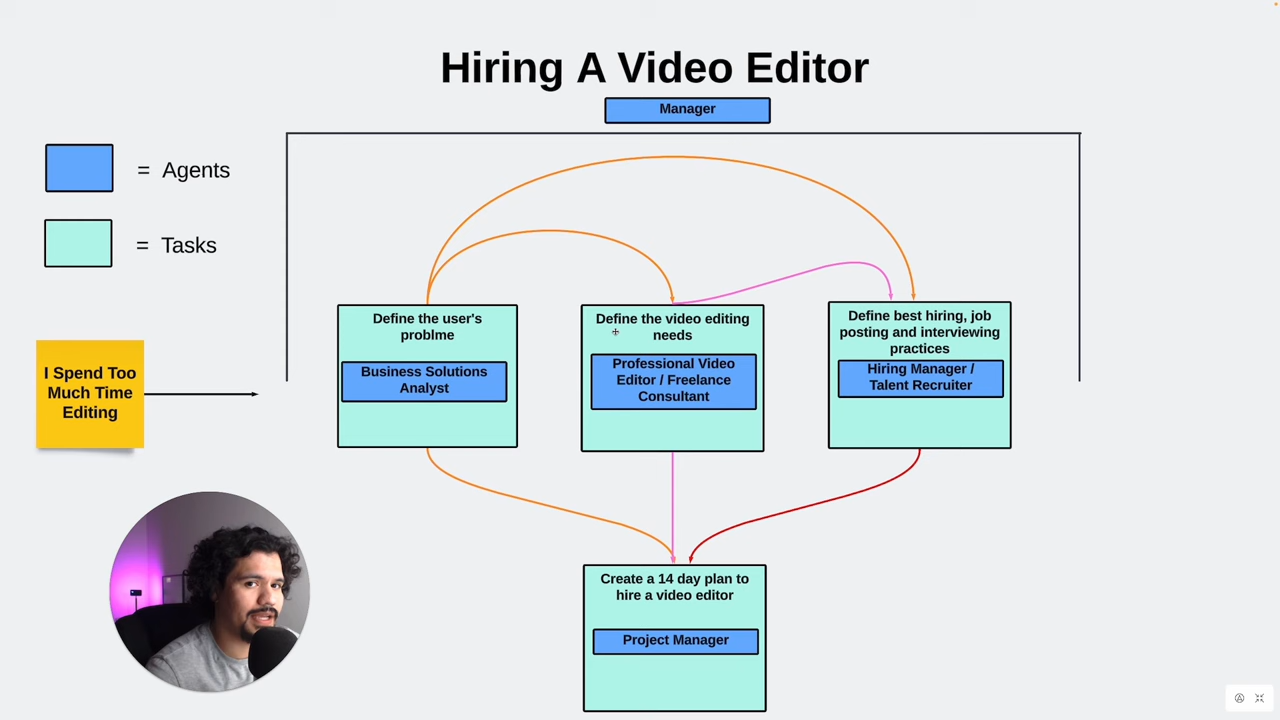 Hiring A Video Editor
Manager
= Agents
= Tasks
I Spend Too
Much Time
Editing
Define the user's
problme
Business Solutions
Analyst
Define the video editing
needs
Professional Video
Editor / Freelance
Consultant
Define best hiring, job
posting and interviewing
practices
Hiring Manager /
Talent Recruiter
Create a 14 day plan to
hire a video editor
Project Manager